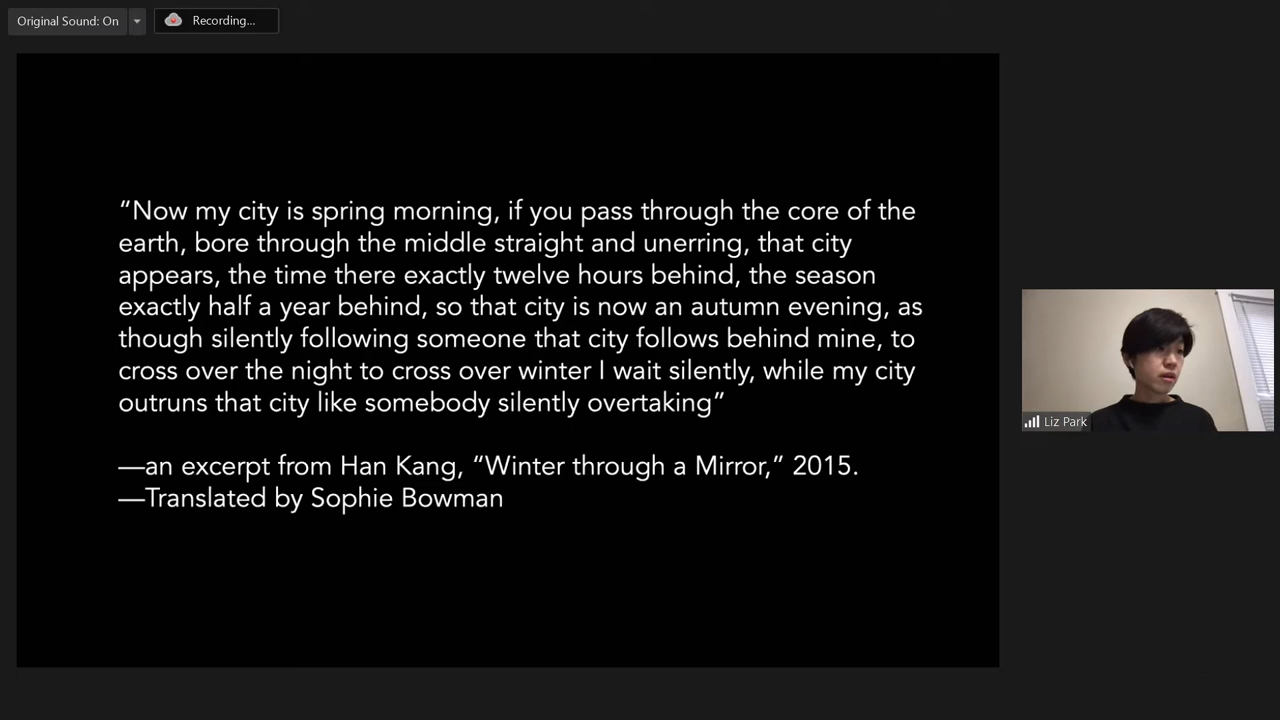 Original Sound: On
Recording...
“Now my city is spring morning, if you pass through the core of the
earth, bore through the middle straight and unerring, that city
appears, the time there exactly twelve hours behind, the season
exactly half a year behind, so that city is now an autumn evening, as
though silently following someone that city follows behind mine, to
cross over the night to cross over winter I wait silently, while my city
outruns that city like somebody silently overtaking”
—an excerpt from Han Kang, “Winter through a Mirror,” 2015.
—Translated by Sophie Bowman
Liz Park